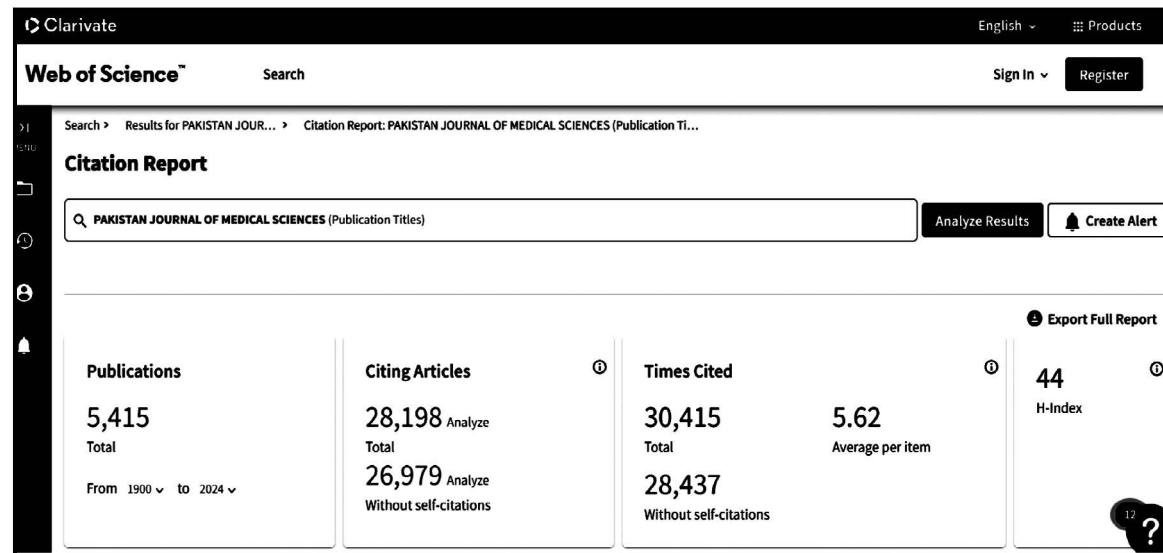 Clarivate
English
Products
Web of Science™
Search
Sign In
Register
MENU
Search > Results for PAKISTAN JOUR... > Citation Report: PAKISTAN JOURNAL OF MEDICAL SCIENCES (Publication Ti...
Citation Report
PAKISTAN JOURNAL OF MEDICAL SCIENCES (Publication Titles)
Analyze Results
Create Alert
Export Full Report
Publications
5,415
Total
From 1900 to 2024
Citing Articles
28,198 Analyze
Total
26,979 Analyze
Without self-citations
Times Cited
30,415
Total
5.62
Average per item
28,437
Without self-citations
44
H-Index
12
?